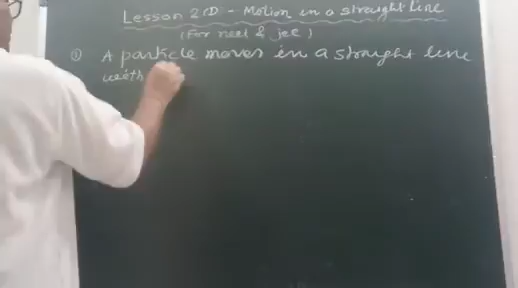 Lesson 2 (D) - Motion in a straight line
(For neet & jee)
① A particle moves in a straight line
with